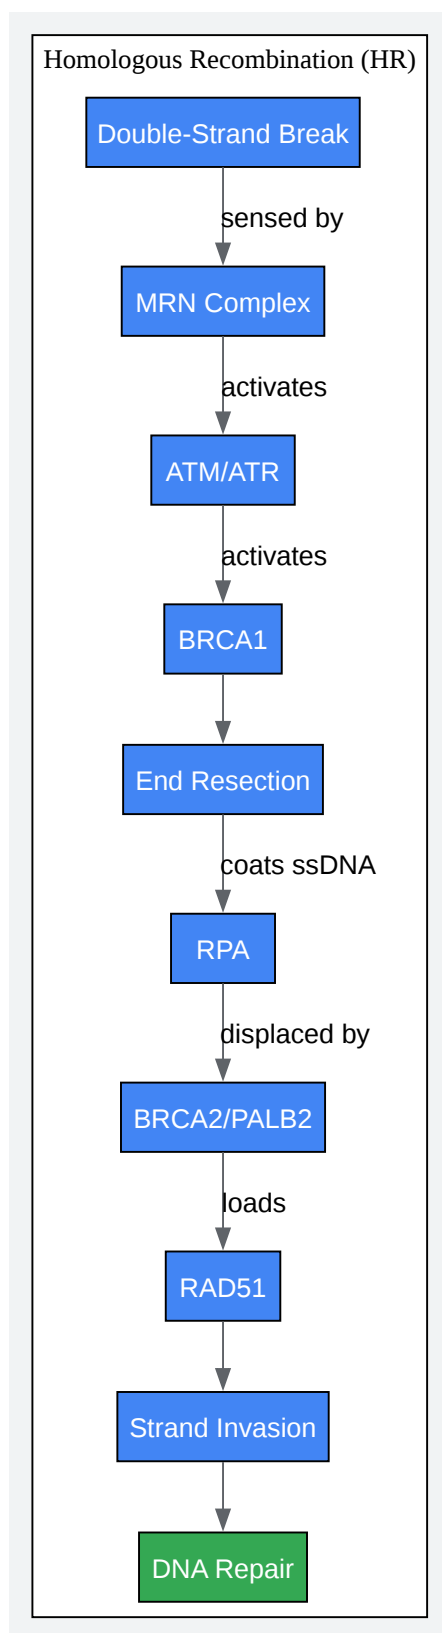 Homologous Recombination (HR)
Double-Strand Break
sensed by
MRN Complex
activates
ATM/ATR
activates
BRCA1
End Resection
coats ssDNA
RPA
displaced by
BRCA2/PALB2
loads
RAD51
Strand Invasion
DNA Repair